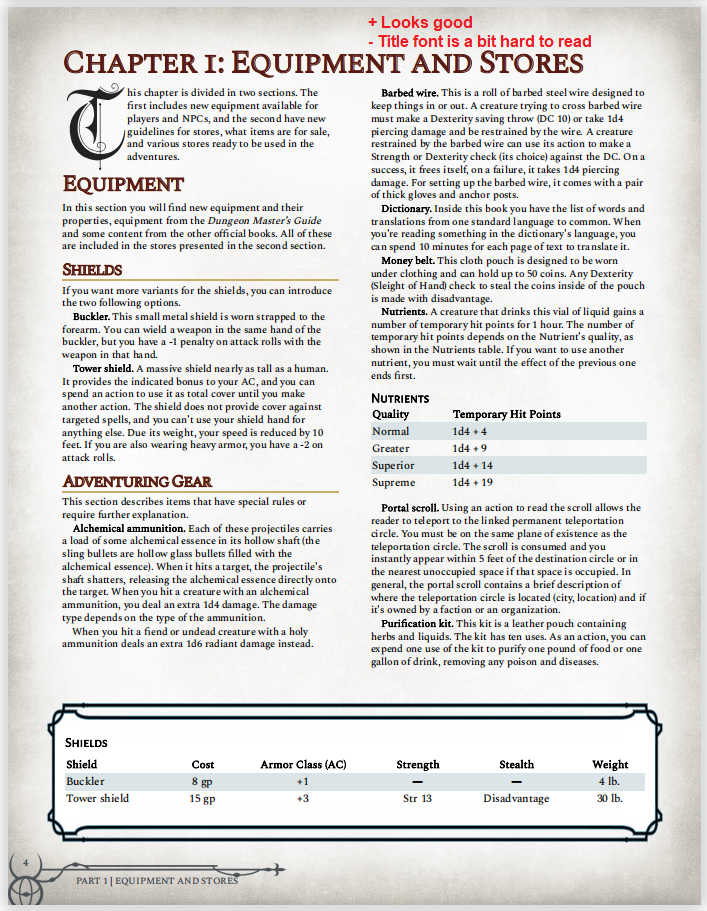 + Looks good
- Title font is a bit hard to read
Chapter 1: Equipment and Stores
This chapter is divided in two sections. The
first includes new equipment available for
players and NPCs, and the second have new
guidelines for stores, what items are for sale,
and various stores ready to be used in the
adventures.
Equipment
In this section you will find new equipment and their
properties, equipment from the Dungeon Master's Guide
and some content from the other official books. All of these
are included in the stores presented in the second section.
Shields
If you want more variants for the shields, you can introduce
the two following options.
Buckler. This small metal shield is worn strapped to the
forearm. You can wield a weapon in the same hand of the
buckler, but you have a -1 penalty on attack rolls with the
weapon in that hand.
Tower shield. A massive shield nearly as tall as a human.
It provides the indicated bonus to your AC, and you can
spend an action to use it as total cover until you make
another action. The shield does not provide cover against
targeted spells, and you can't use your shield hand for
anything else. Due its weight, your speed is reduced by 10
feet. If you are also wearing heavy armor, you have a -2 on
attack rolls.
Adventuring Gear
This section describes items that have special rules or
require further explanation.
Alchemical ammunition. Each of these projectiles carries
a load of some alchemical essence in its hollow shaft (the
sling bullets are hollow glass bullets filled with the
alchemical essence). When it hits a target, the projectile's
shaft shatters, releasing the alchemical essence directly onto
the target. When you hit a creature with an alchemical
ammunition, you deal an extra 1d4 damage. The damage
type depends on the type of the ammunition.
When you hit a fiend or undead creature with a holy
ammunition deals an extra 1d6 radiant damage instead.
Barbed wire. This is a roll of barbed steel wire designed to
keep things in or out. A creature trying to cross barbed wire
must make a Dexterity saving throw (DC 10) or take 1d4
piercing damage and be restrained by the wire. A creature
restrained by the barbed wire can use its action to make a
Strength or Dexterity check (its choice) against the DC. On a
success, it frees itself, on a failure, it takes 1d4 piercing
damage. For setting up the barbed wire, it comes with a pair
of thick gloves and anchor posts.
Dictionary. Inside this book you have the list of words and
translations from one standard language to common. When
you're reading something in the dictionary's language, you
can spend 10 minutes for each page of text to translate it.
Money belt. This cloth pouch is designed to be worn
under clothing and can hold up to 50 coins. Any Dexterity
(Sleight of Hand) check to steal the coins inside of the pouch
is made with disadvantage.
Nutrients. A creature that drinks this vial of liquid gains a
number of temporary hit points for 1 hour. The number of
temporary hit points depends on the Nutrient's quality, as
shown in the Nutrients table. If you want to use another
nutrient, you must wait until the effect of the previous one
ends first.
Nutrients
Quality Temporary Hit Points
Normal 1d4 + 4
Greater 1d4 + 9
Superior 1d4 + 14
Supreme 1d4 + 19
Portal scroll. Using an action to read the scroll allows the
reader to teleport to the linked permanent teleportation
circle. You must be on the same plane of existence as the
teleportation circle. The scroll is consumed and you
instantly appear within 5 feet of the destination circle or in
the nearest unoccupied space if that space is occupied. In
general, the portal scroll contains a brief description of
where the teleportation circle is located (city, location) and if
it's owned by a faction or an organization.
Purification kit. This kit is a leather pouch containing
herbs and liquids. The kit has ten uses. As an action, you can
expend one use of the kit to purify one pound of food or one
gallon of drink, removing any poison and diseases.
Shields
Shield Cost Armor Class (AC) Strength Stealth Weight
Buckler 8 gp +1 — — 4 lb.
Tower shield 15 gp +3 Str 13 Disadvantage 30 lb.
4
PART 1 | EQUIPMENT AND STORES